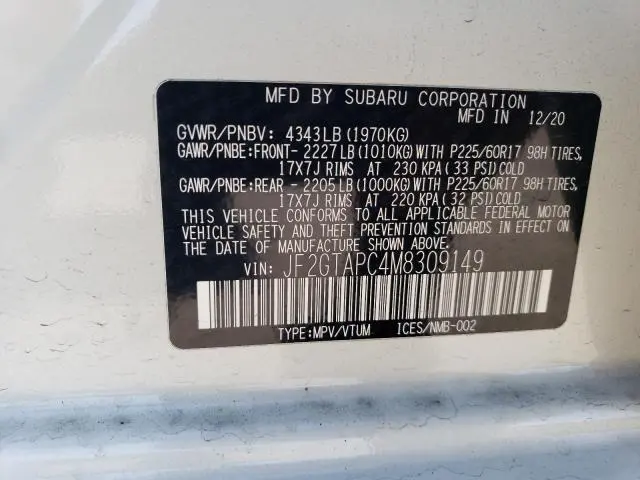 MFD BY SUBARU CORPORATION
MFD IN 12/20
GVWR/PNBV: 4343LB(1970KG)
GAWR/PNBE:FRONT- 2227LB(1010KG)WITH P225/60R17 98H TIRES,
17X7J RIMS AT 230 KPA(33 PSI)COLD
GAWR/PNBE:REAR - 2205LB(1000KG)WITH P225/60R17 98H TIRES,
17X7J RIMS AT 220 KPA(32 PSI)COLD
THIS VEHICLE CONFORMS TO ALL APPLICABLE FEDERAL MOTOR
VEHICLE SAFETY AND THEFT PREVENTION STANDARDS IN EFFECT ON
THE DATE OF MANUFACTURE SHOWN ABOVE.
VIN: JF2GTAPC4M8309149
TYPE:MPV/VTUM ICES/NMB-002